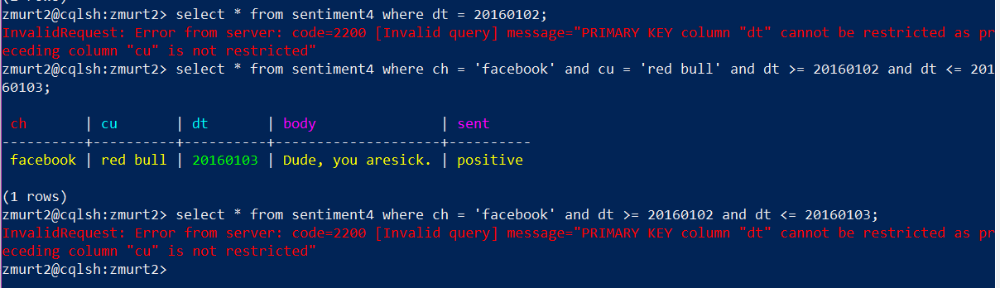 zmurt2@cqlsh:zmurt2> select * from sentiment4 where dt = 20160102;
InvalidRequest: Error from server: code=2200 [Invalid query] message="PRIMARY KEY column "dt" cannot be restricted as pr
eceding column "cu" is not restricted"
zmurt2@cqlsh:zmurt2> select * from sentiment4 where ch = 'facebook' and cu = 'red bull' and dt >= 20160102 and dt <= 201
60103;
 ch       | cu       | dt       | body                | sent
----------+----------+----------+---------------------+----------
 facebook | red bull | 20160103 | Dude, you aresick. | positive
(1 rows)
zmurt2@cqlsh:zmurt2> select * from sentiment4 where ch = 'facebook' and dt >= 20160102 and dt <= 20160103;
InvalidRequest: Error from server: code=2200 [Invalid query] message="PRIMARY KEY column "dt" cannot be restricted as pr
eceding column "cu" is not restricted"
zmurt2@cqlsh:zmurt2>